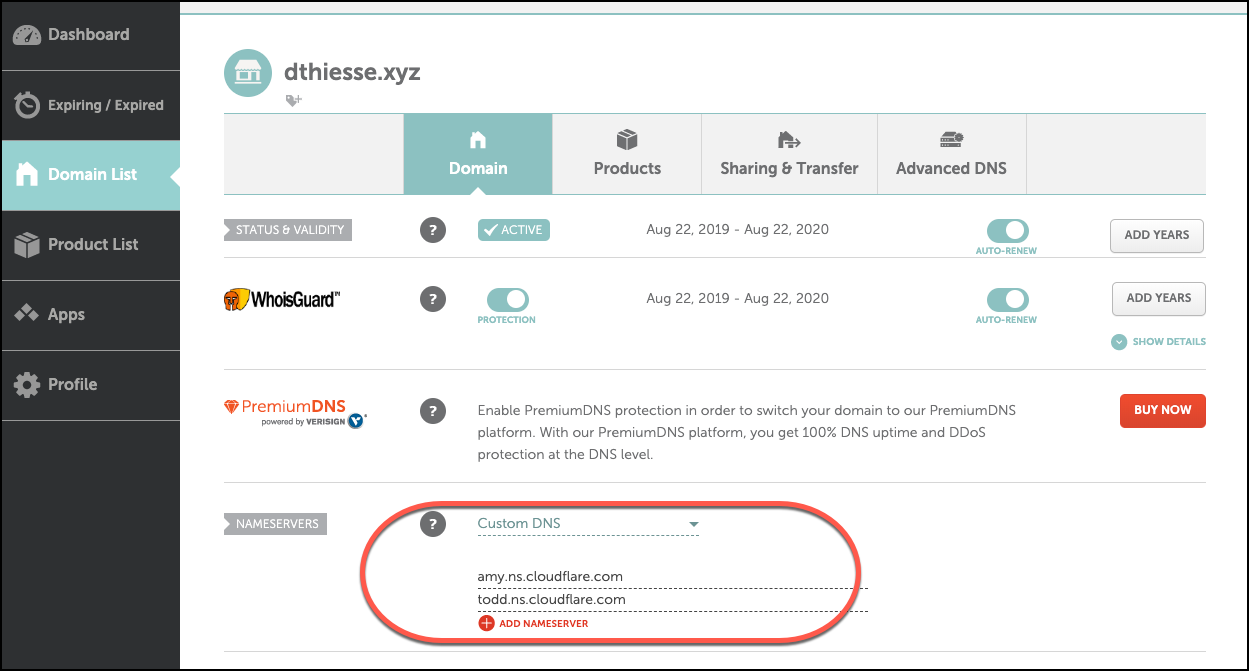 Dashboard
Expiring / Expired
Domain List
Product List
Apps
Profile
dthiesse.xyz
Domain
Products
Sharing & Transfer
Advanced DNS
STATUS & VALIDITY
?
ACTIVE
Aug 22, 2019 - Aug 22, 2020
AUTO-RENEW
ADD YEARS
WhoisGuard™
?
PROTECTION
Aug 22, 2019 - Aug 22, 2020
AUTO-RENEW
ADD YEARS
SHOW DETAILS
PremiumDNS
powered by VERISIGN
?
Enable PremiumDNS protection in order to switch your domain to our PremiumDNS
platform. With our PremiumDNS platform, you get 100% DNS uptime and DDoS
protection at the DNS level.
BUY NOW
NAMESERVERS
?
Custom DNS
amy.ns.cloudflare.com
todd.ns.cloudflare.com
ADD NAMESERVER